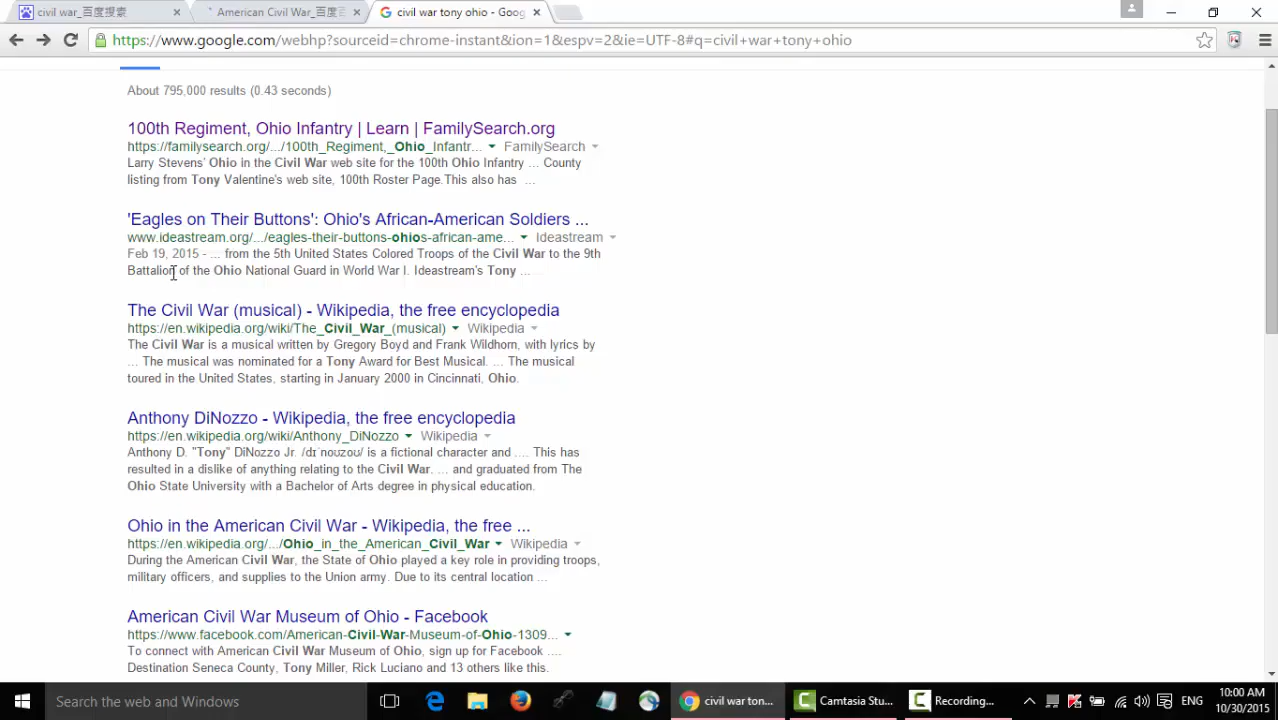 civil war_百度搜索
American Civil War_百度百
civil war tony ohio - Goog
https://www.google.com/webhp?sourceid=chrome-instant&ion=1&espv=2&ie=UTF-8#q=civil+war+tony+ohio
About 795,000 results (0.43 seconds)
100th Regiment, Ohio Infantry | Learn | FamilySearch.org
https://familysearch.org/.../100th_Regiment,_Ohio_Infantr... FamilySearch
Larry Stevens' Ohio in the Civil War web site for the 100th Ohio Infantry ... County
listing from Tony Valentine's web site, 100th Roster Page.This also has ...
'Eagles on Their Buttons': Ohio's African-American Soldiers ...
www.ideastream.org/.../eagles-their-buttons-ohios-african-ame... Ideastream
Feb 19, 2015 - ... from the 5th United States Colored Troops of the Civil War to the 9th
Battalion of the Ohio National Guard in World War I. Ideastream's Tony ...
The Civil War (musical) - Wikipedia, the free encyclopedia
https://en.wikipedia.org/wiki/The_Civil_War_(musical) Wikipedia
The Civil War is a musical written by Gregory Boyd and Frank Wildhorn, with lyrics by
... The musical was nominated for a Tony Award for Best Musical. ... The musical
toured in the United States, starting in January 2000 in Cincinnati, Ohio.
Anthony DiNozzo - Wikipedia, the free encyclopedia
https://en.wikipedia.org/wiki/Anthony_DiNozzo Wikipedia
Anthony D. "Tony" DiNozzo Jr. /dɪˈnoʊzoʊ/ is a fictional character and .... This has
resulted in a dislike of anything relating to the Civil War. ... and graduated from The
Ohio State University with a Bachelor of Arts degree in physical education.
Ohio in the American Civil War - Wikipedia, the free ...
https://en.wikipedia.org/.../Ohio_in_the_American_Civil_War Wikipedia
During the American Civil War, the State of Ohio played a key role in providing troops,
military officers, and supplies to the Union army. Due to its central location ...
American Civil War Museum of Ohio - Facebook
https://www.facebook.com/American-Civil-War-Museum-of-Ohio-1309...
To connect with American Civil War Museum of Ohio, sign up for Facebook ....
Destination Seneca County, Tony Miller, Rick Luciano and 13 others like this.
Search the web and Windows
civil war ton...
Camtasia Stu...
Recording...
ENG
10:00 AM
10/30/2015